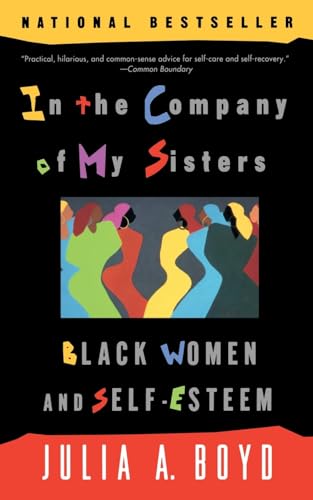 NATIONAL BESTSELLER
"Practical, hilarious, and common-sense advice for self-care and self-recovery."
—Common Boundary
In the Company
of My Sisters
BLACK WOMEN
AND SELF-ESTEEM
JULIA A. BOYD